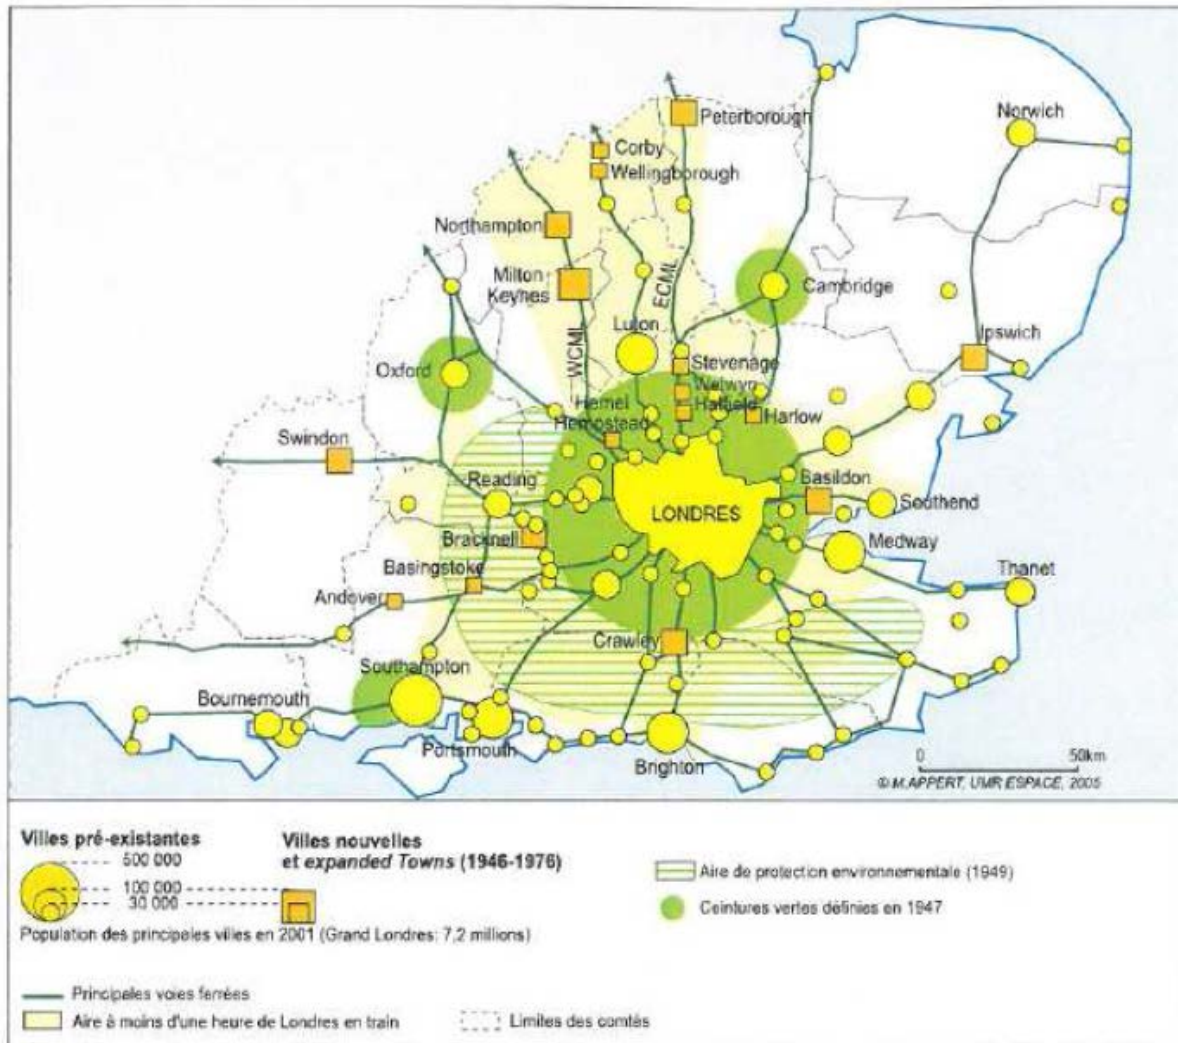 Peterborough
Norwich
Corby
Wellingborough
Northampton
Milton
Keynes
ECML
Cambridge
WCML
Luton
Ipswich
Oxford
Stevenage
Welwyn
Hatfield
Hemel
Hempstead
Harlow
Swindon
Reading
Basildon
LONDRES
Southend
Bracknell
Medway
Basingstoke
Thanet
Andover
Crawley
Southampton
Bournemouth
Portsmouth
Brighton
0 50km
© M.APPERT, UMR ESPACE, 2005
Villes pré-existantes
500 000
100 000
30 000
Villes nouvelles
et expanded Towns (1946-1976)
Population des principales villes en 2001 (Grand Londres: 7,2 millions)
Aire de protection environnementale (1949)
Ceintures vertes définies en 1947
Principales voies ferrées
Aire à moins d'une heure de Londres en train
Limites des comtés